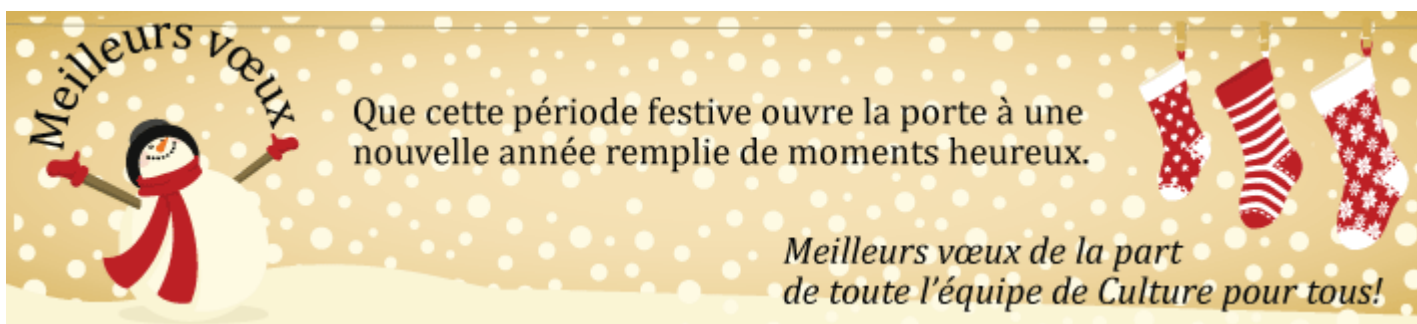 Meilleurs vœux
Que cette période festive ouvre la porte à une
nouvelle année remplie de moments heureux.
Meilleurs vœux de la part
de toute l'équipe de Culture pour tous!